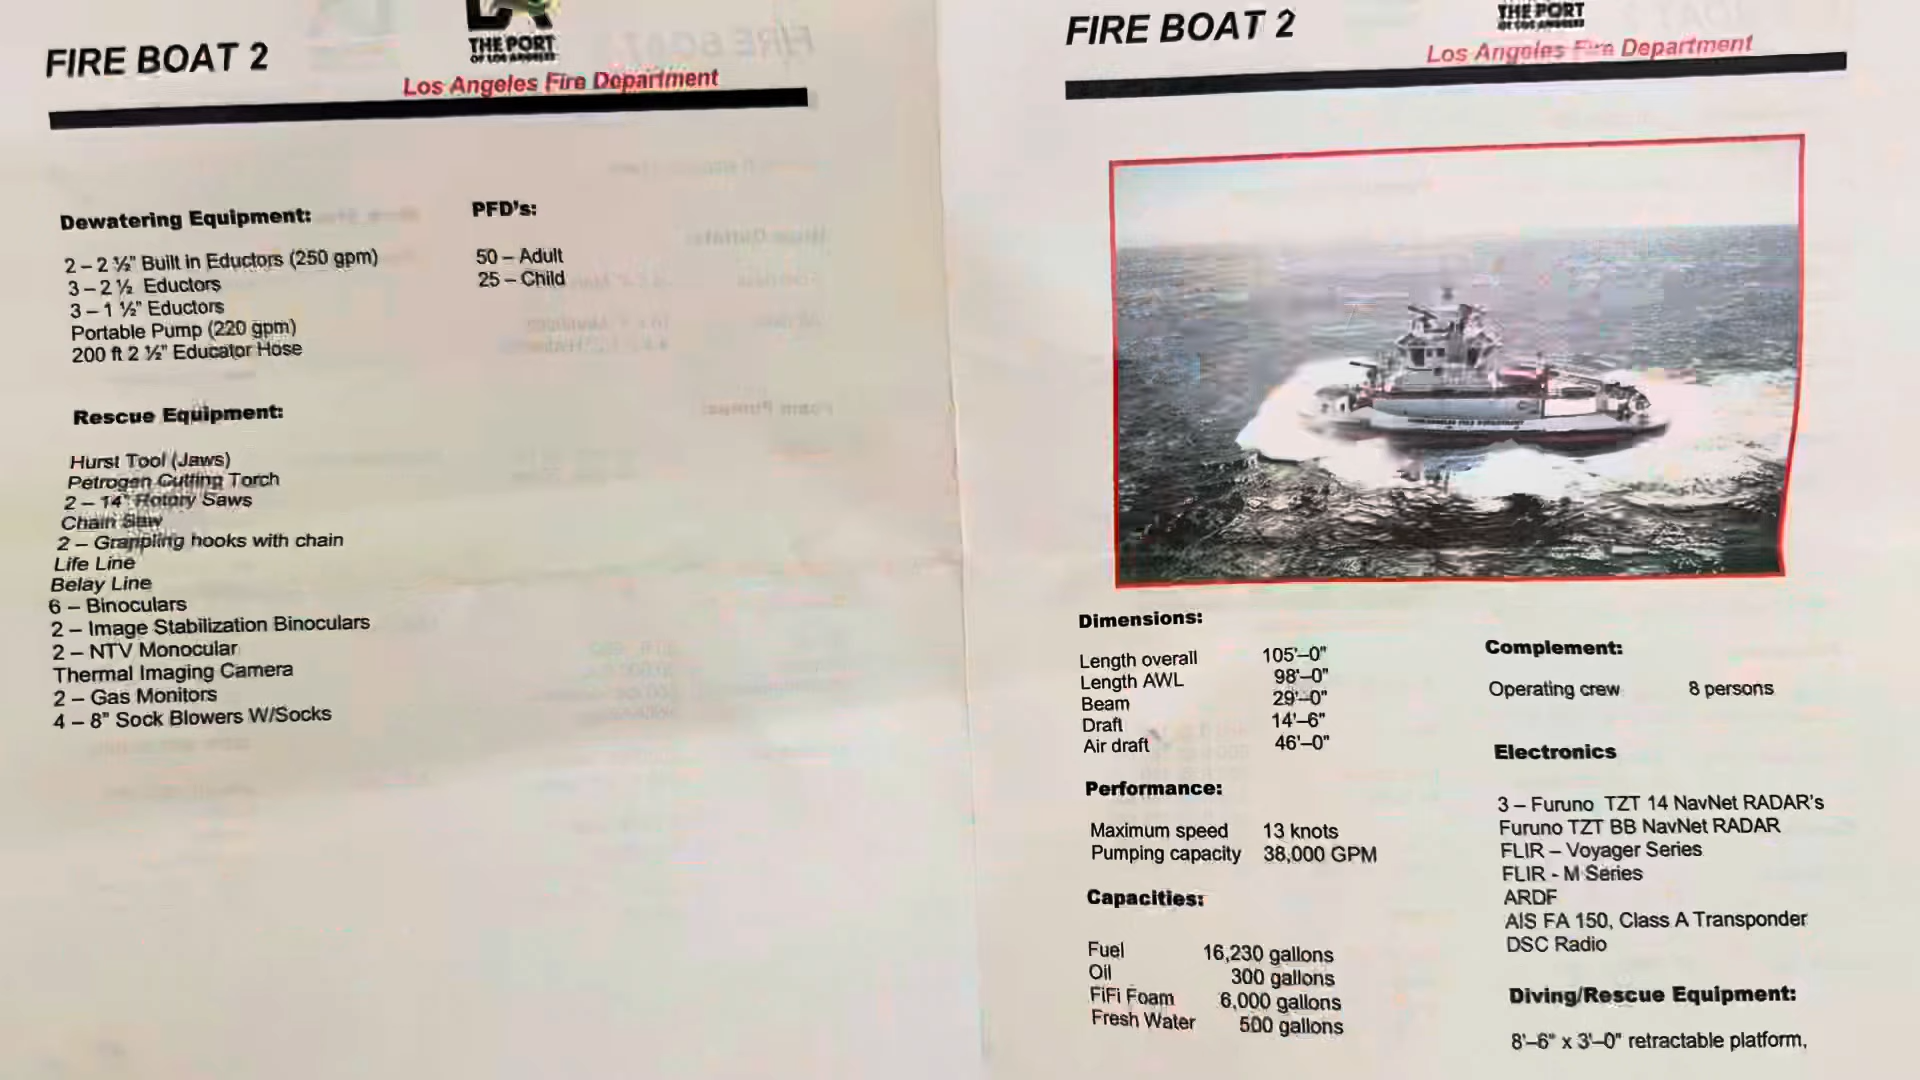 FIRE BOAT 2
THE PORT
OF LOS ANGELES
Los Angeles Fire Department
Dewatering Equipment:
2 – 2 ½" Built in Eductors (250 gpm)
3 – 2 ½ Eductors
3 – 1 ½" Eductors
Portable Pump (220 gpm)
200 ft 2 ½" Educator Hose
PFD's:
50 – Adult
25 – Child
Rescue Equipment:
Hurst Tool (Jaws)
Petrogen Cutting Torch
2 – 14" Rotary Saws
Chain Saw
2 – Grappling hooks with chain
Life Line
Belay Line
6 – Binoculars
2 – Image Stabilization Binoculars
2 – NTV Monocular
Thermal Imaging Camera
2 – Gas Monitors
4 – 8" Sock Blowers W/Socks
FIRE BOAT 2
THE PORT
OF LOS ANGELES
Los Angeles Fire Department
Dimensions:
Length overall 105'–0"
Length AWL 98'–0"
Beam 29'–0"
Draft 14'–6"
Air draft 46'–0"
Performance:
Maximum speed 13 knots
Pumping capacity 38,000 GPM
Capacities:
Fuel 16,230 gallons
Oil 300 gallons
FiFi Foam 6,000 gallons
Fresh Water 500 gallons
Complement:
Operating crew 8 persons
Electronics
3 – Furuno TZT 14 NavNet RADAR's
Furuno TZT BB NavNet RADAR
FLIR – Voyager Series
FLIR - M Series
ARDF
AIS FA 150, Class A Transponder
DSC Radio
Diving/Rescue Equipment:
8'–6" x 3'–0" retractable platform,